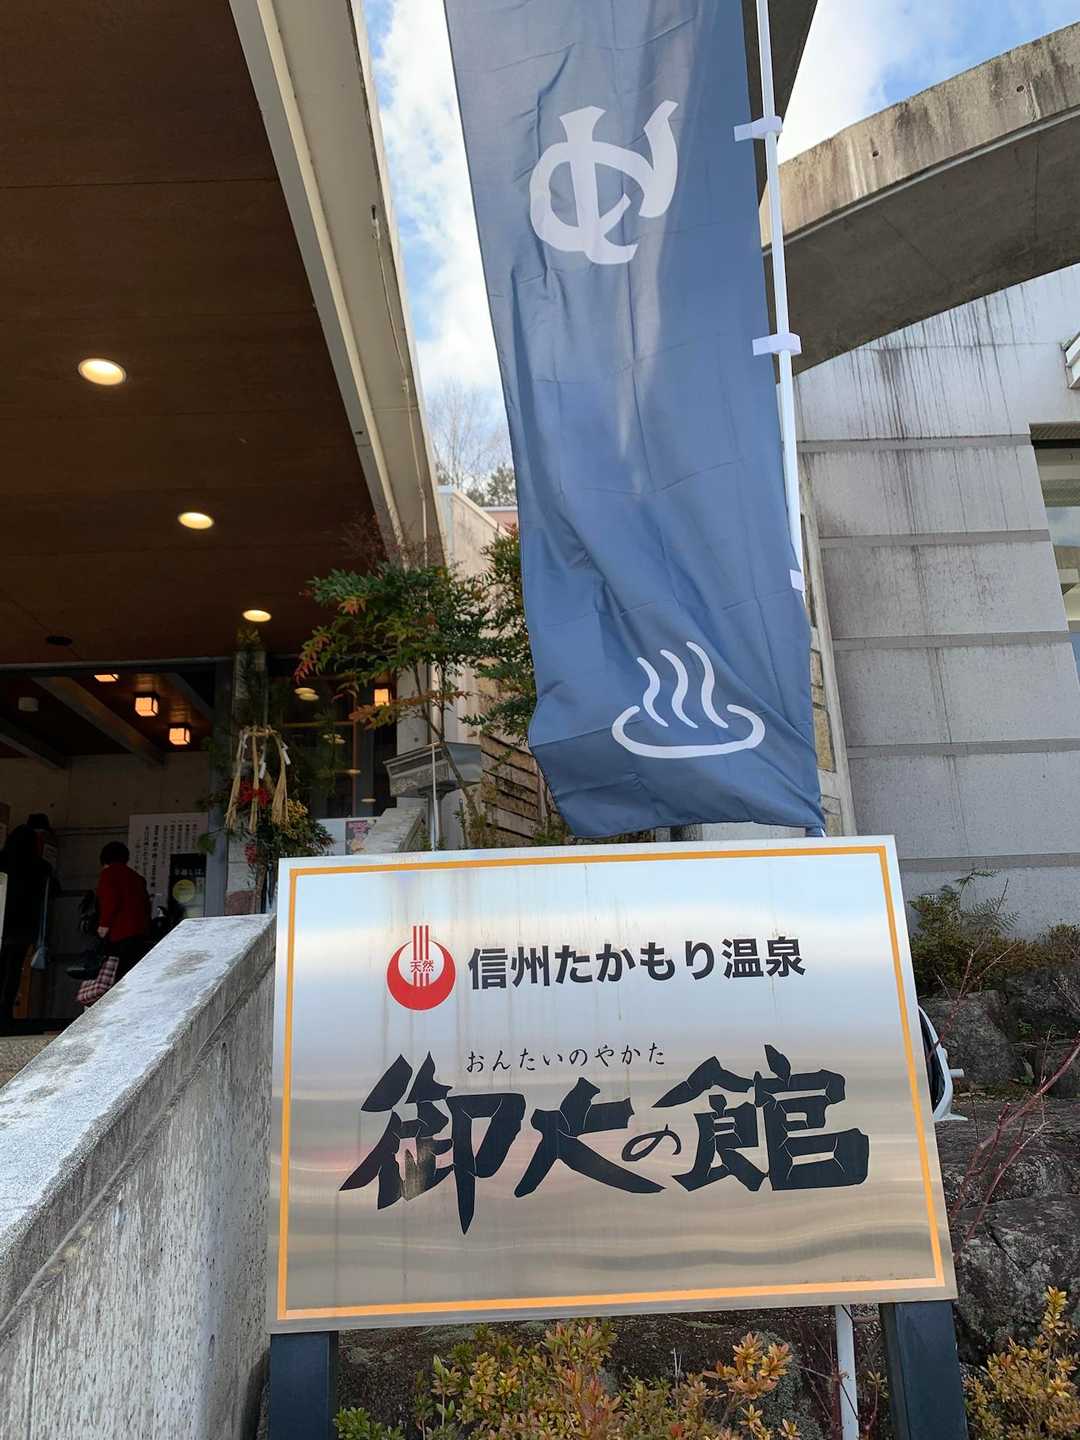 ゆ
天然
信州たかもり温泉
おんたいのやかた
御大の館